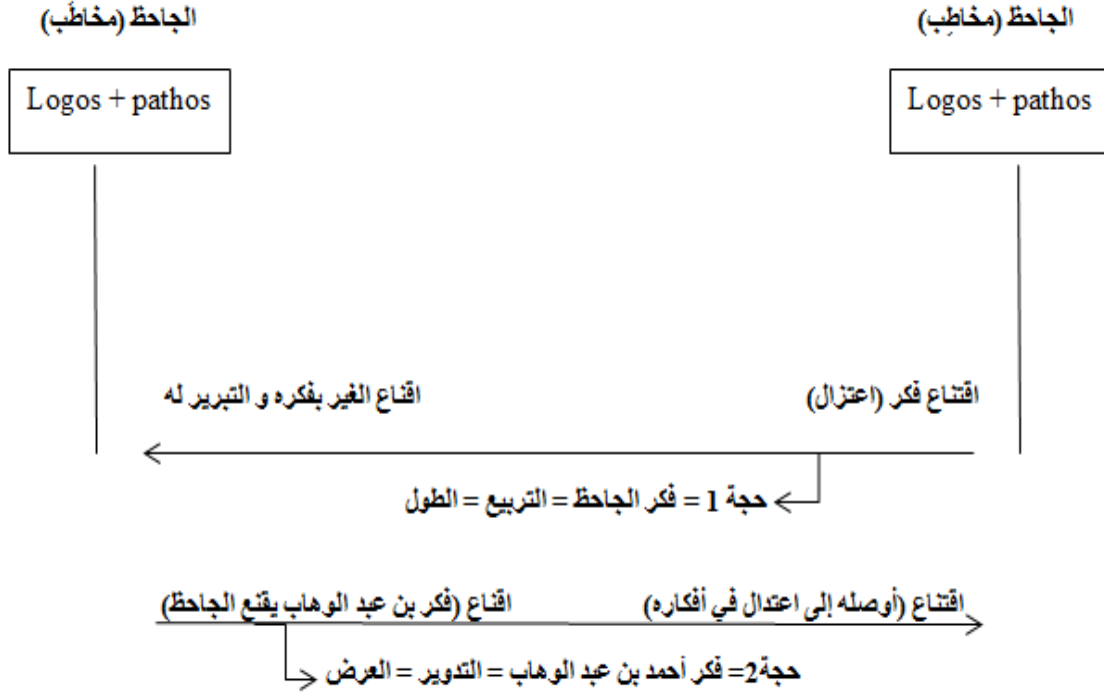 الجاحظ (مخاطِب)
الجاحظ (مخاطَب)
Logos + pathos
Logos + pathos
اقتناع فكر (اعتزال)
اقناع الغير بفكره و التبرير له
حجة 1 = فكر الجاحظ = التربيع = الطول
اقتناع (أوصله إلى اعتدال في أفكاره)
اقناع (فكر بن عبد الوهاب يقنع الجاحظ)
حجة2= فكر أحمد بن عبد الوهاب = التدوير = العرض